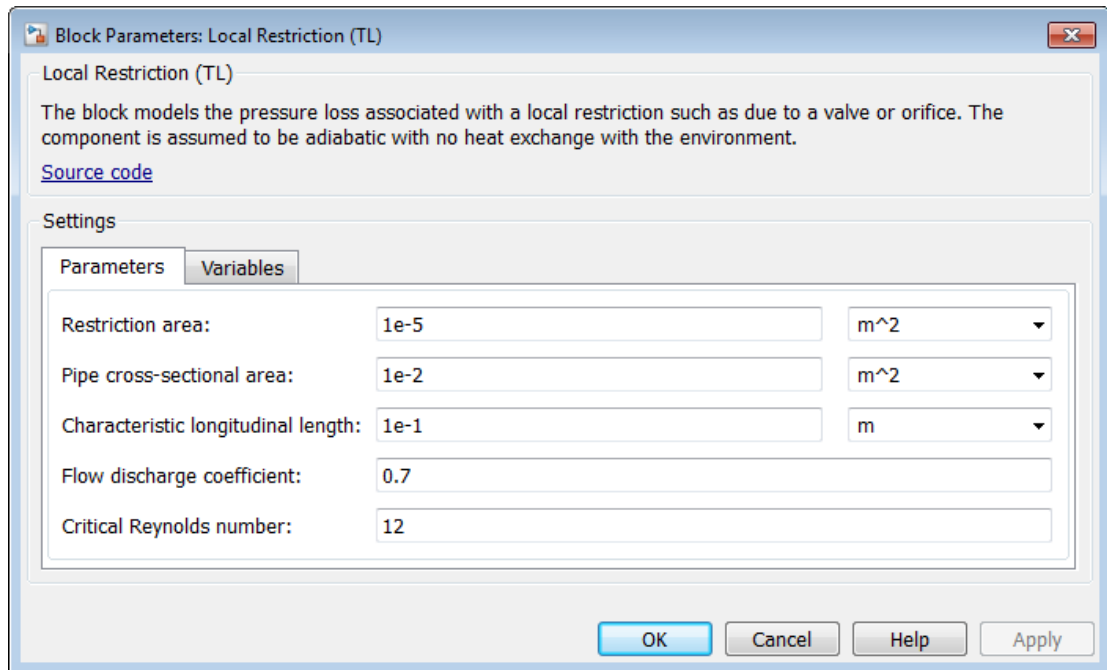 Block Parameters: Local Restriction (TL)
Local Restriction (TL)
The block models the pressure loss associated with a local restriction such as due to a valve or orifice. The
component is assumed to be adiabatic with no heat exchange with the environment.
Source code
Settings
Parameters Variables
Restriction area: 1e-5 m^2
Pipe cross-sectional area: 1e-2 m^2
Characteristic longitudinal length: 1e-1 m
Flow discharge coefficient: 0.7
Critical Reynolds number: 12
OK Cancel Help Apply